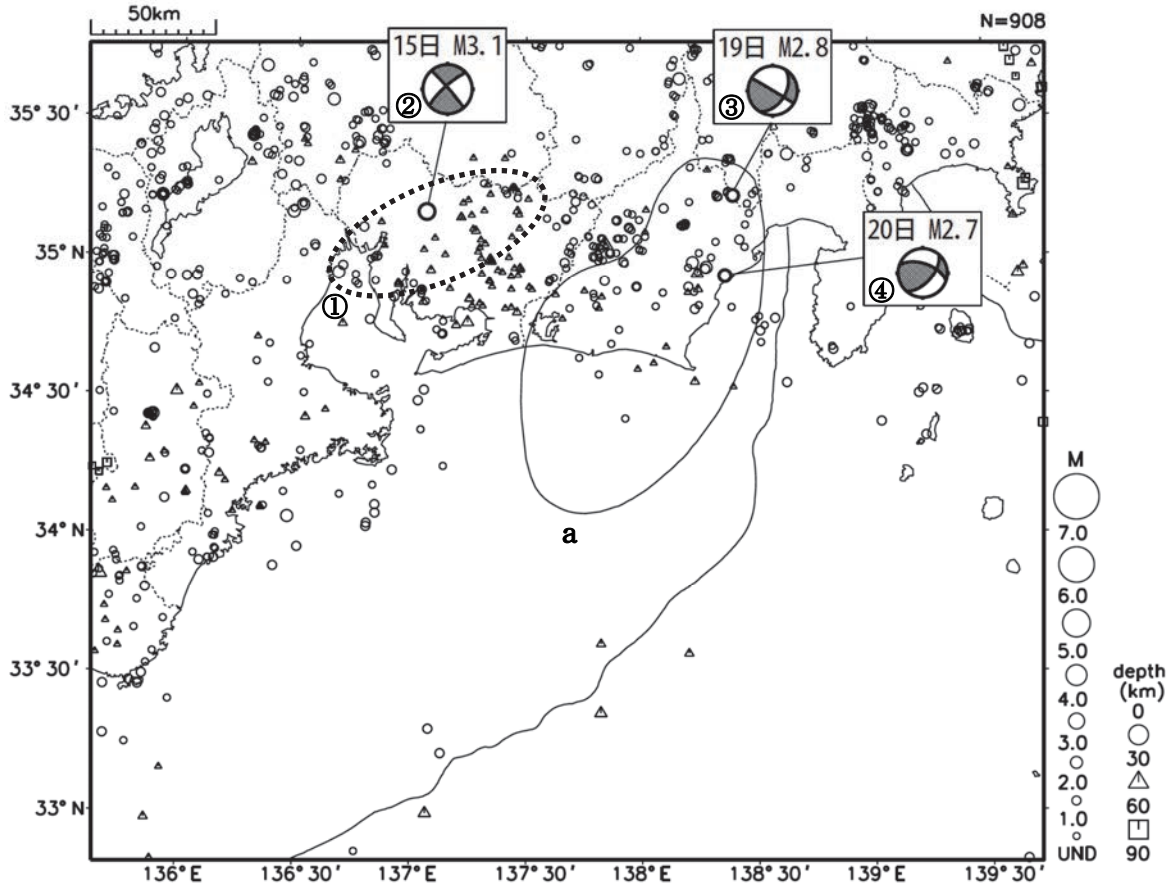 50km
N=908
15日 M3.1
②
19日 M2.8
③
20日 M2.7
④
①
a
35°30′
35°N
34°30′
34°N
33°30′
33°N
136°E
136°30′
137°E
137°30′
138°E
138°30′
139°E
139°30′
M
7.0
6.0
5.0
4.0
3.0
2.0
1.0
UND
depth
(km)
0
30
60
90